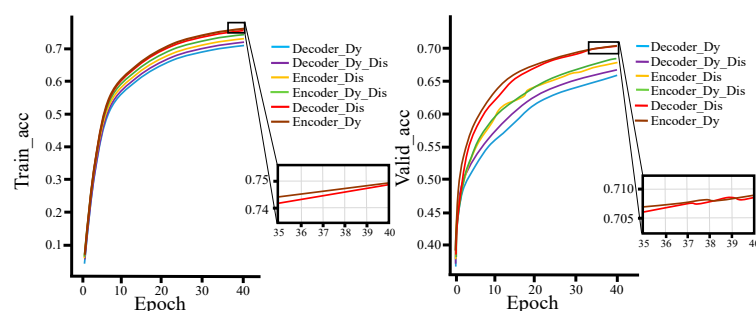 Train_acc
0.7
0.6
0.5
0.4
0.3
0.2
0.1
0
10
20
30
40
Epoch
Decoder_Dy
Decoder_Dy_Dis
Encoder_Dis
Encoder_Dy_Dis
Decoder_Dis
Encoder_Dy
0.75
0.74
35
36
37
38
39
40
Valid_acc
0.70
0.65
0.60
0.55
0.50
0.45
0.40
0
10
20
30
40
Epoch
Decoder_Dy
Decoder_Dy_Dis
Encoder_Dis
Encoder_Dy_Dis
Decoder_Dis
Encoder_Dy
0.710
0.705
35
36
37
38
39
40